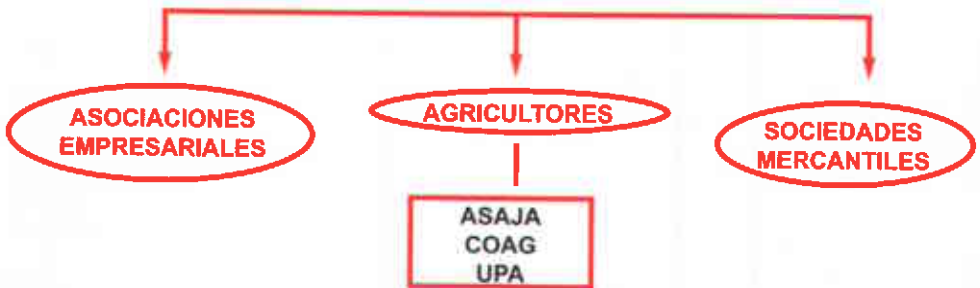 ASOCIACIONES
EMPRESARIALES
AGRICULTORES
SOCIEDADES
MERCANTILES
ASAJA
COAG
UPA